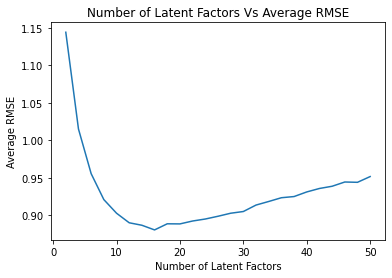 Number of Latent Factors Vs Average RMSE
1.15
1.10
1.05
1.00
0.95
0.90
Average RMSE
0 10 20 30 40 50
Number of Latent Factors